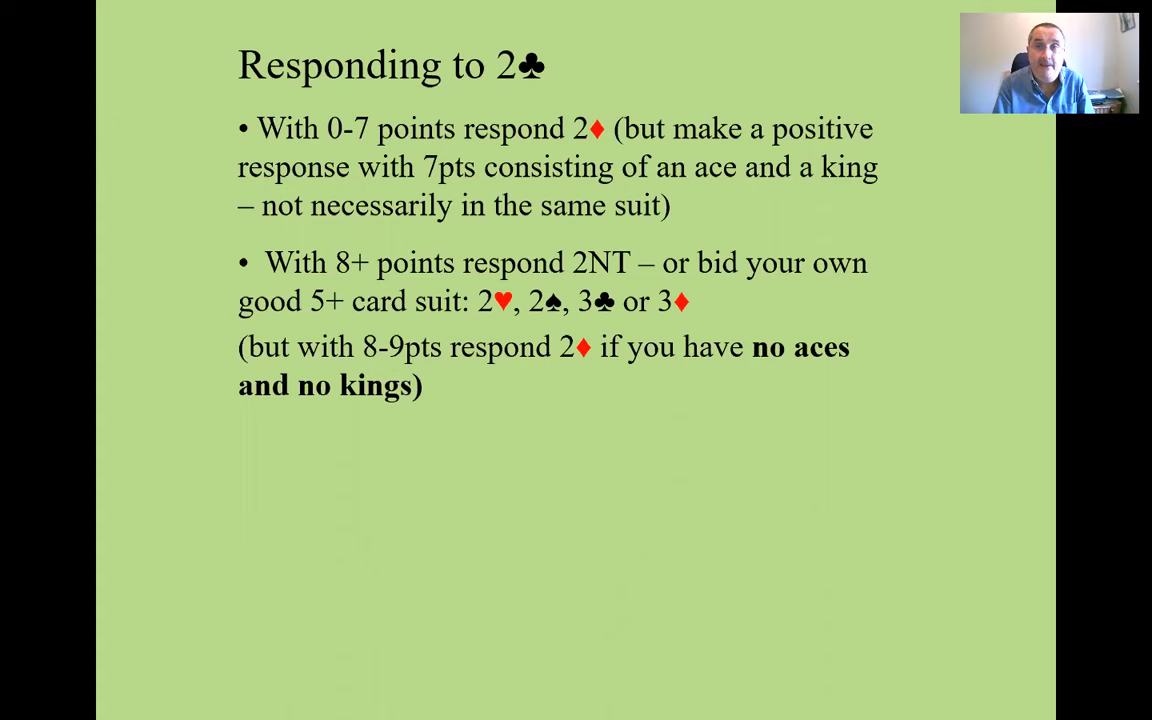 Responding to 2♣
• With 0-7 points respond 2♦ (but make a positive
response with 7pts consisting of an ace and a king
– not necessarily in the same suit)
• With 8+ points respond 2NT – or bid your own
good 5+ card suit: 2♥, 2♠, 3♣ or 3♦
(but with 8-9pts respond 2♦ if you have no aces
and no kings)